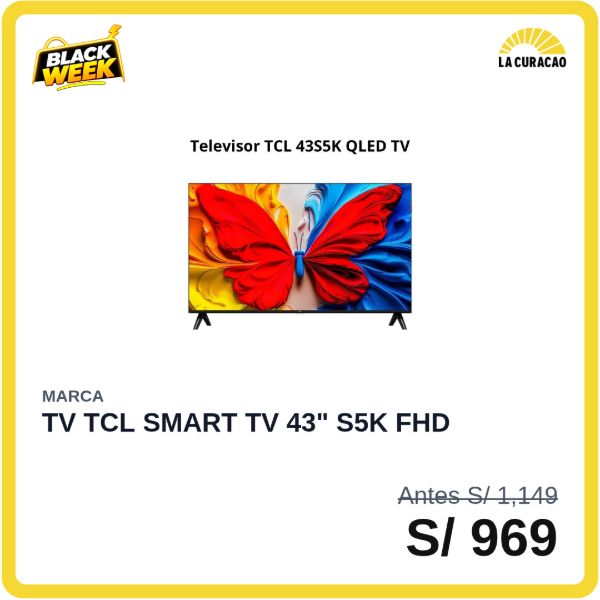 BLACK
WEEK
LA CURACAO
Televisor TCL 43S5K QLED TV
MARCA
TV TCL SMART TV 43" S5K FHD
Antes S/ 1,149
S/ 969